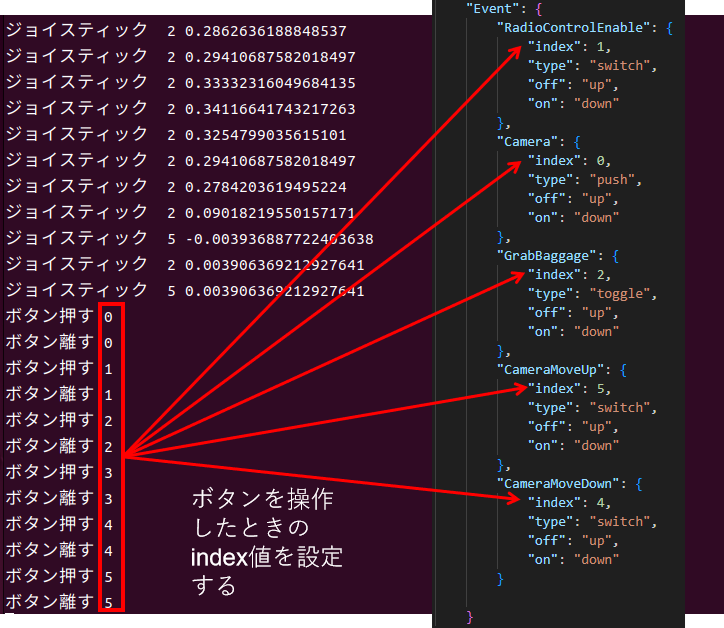 ジョイスティック 2 0.2862636188848537
ジョイスティック 2 0.29410687582018497
ジョイスティック 2 0.33332316049684135
ジョイスティック 2 0.34116641743217263
ジョイスティック 2 0.3254799035615101
ジョイスティック 2 0.29410687582018497
ジョイスティック 2 0.2784203619495224
ジョイスティック 2 0.09018219550157171
ジョイスティック 5 -0.003936887722403638
ジョイスティック 2 0.003906369212927641
ジョイスティック 5 0.003906369212927641
ボタン押す 0
ボタン離す 0
ボタン押す 1
ボタン離す 1
ボタン押す 2
ボタン離す 2
ボタン押す 3
ボタン離す 3
ボタン押す 4
ボタン離す 4
ボタン押す 5
ボタン離す 5
ボタンを操作
したときの
index値を設定
する
"Event": {
"RadioControlEnable": {
"index": 1,
"type": "switch",
"off": "up",
"on": "down"
},
"Camera": {
"index": 0,
"type": "push",
"off": "up",
"on": "down"
},
"GrabBaggage": {
"index": 2,
"type": "toggle",
"off": "up",
"on": "down"
},
"CameraMoveUp": {
"index": 5,
"type": "switch",
"off": "up",
"on": "down"
},
"CameraMoveDown": {
"index": 4,
"type": "switch",
"off": "up",
"on": "down"
}
}